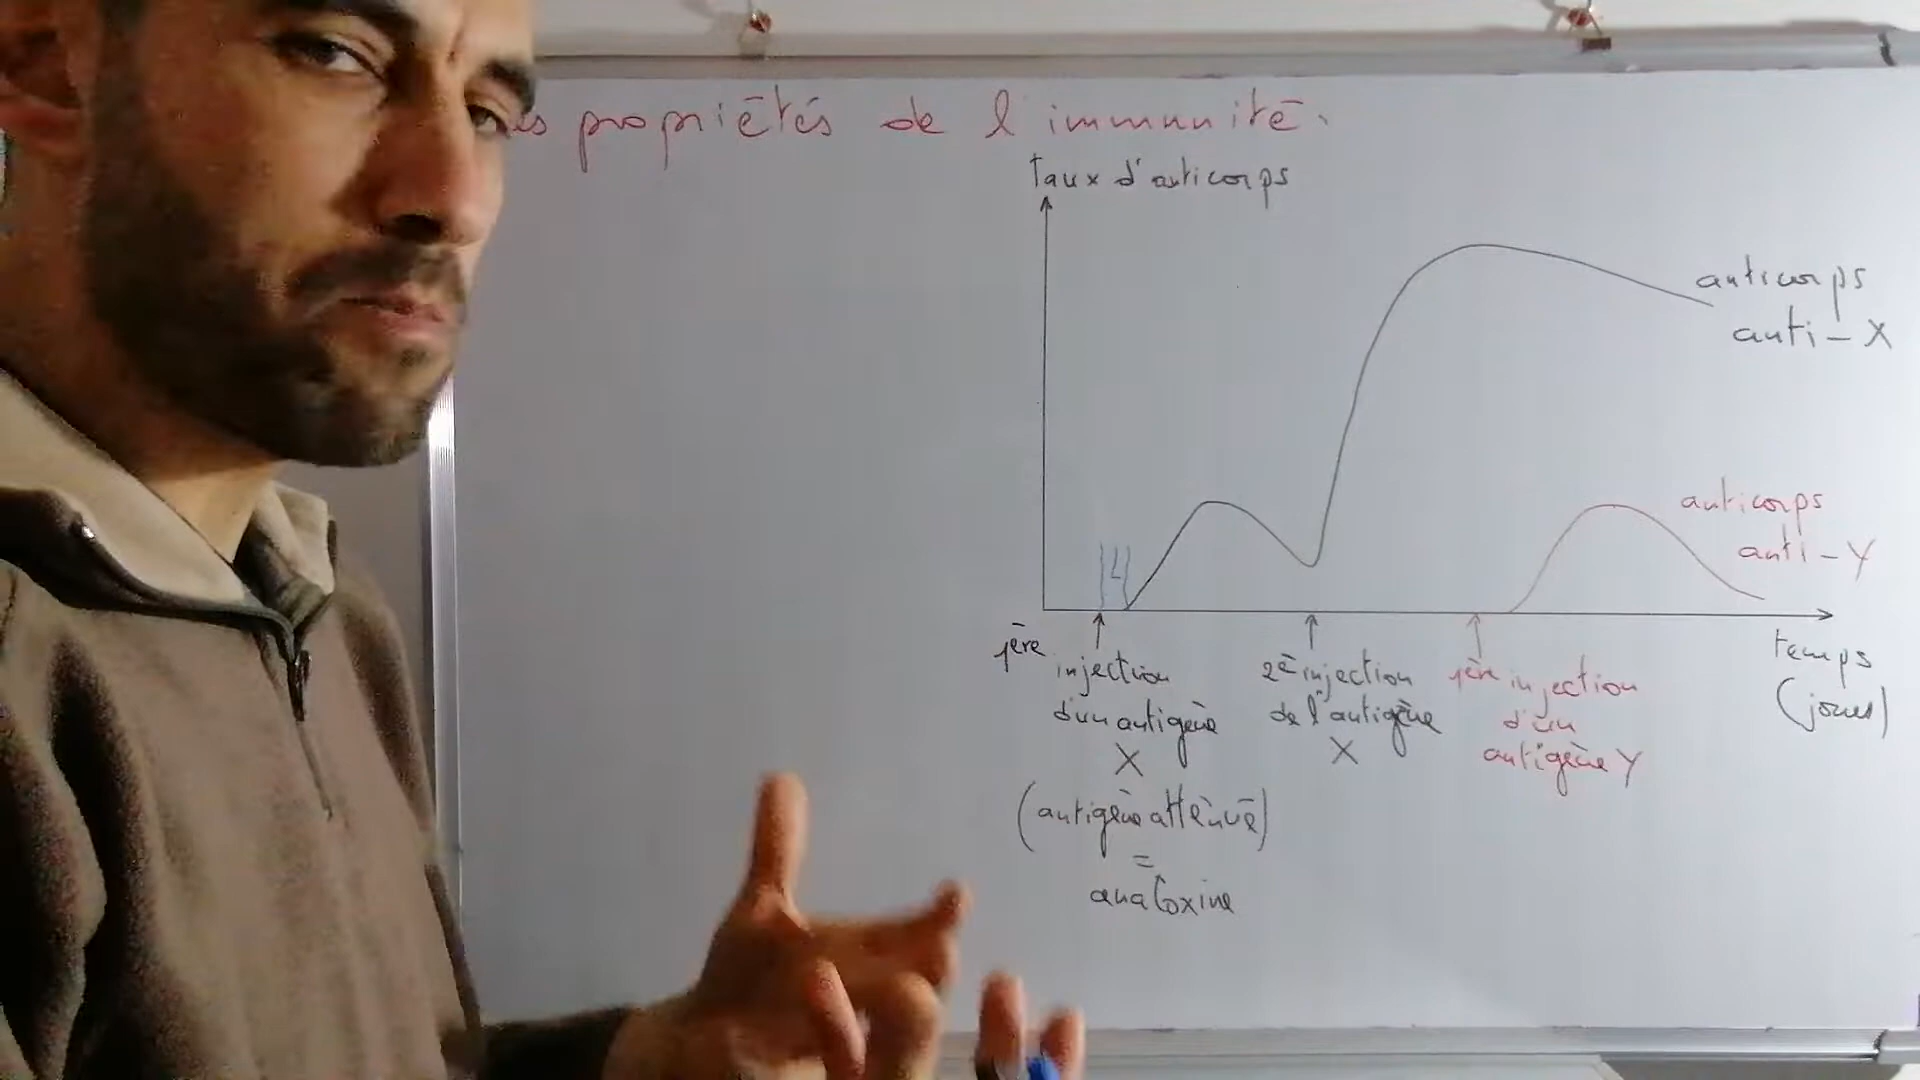 es propriétés de l'immunité.
Taux d'anticorps
anticorps
anti-X
anticorps
anti-Y
1ère injection
d'un antigène
X
(antigène atténué)
=
anatoxine
2è injection
de l'antigène
X
1ère injection
d'un
antigène Y
temps
(jours)